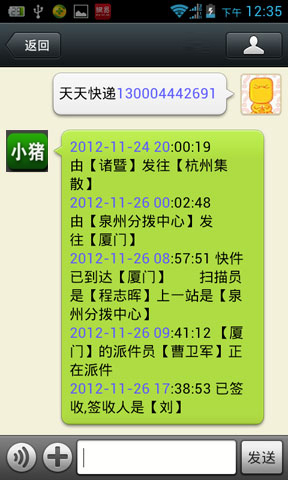 下午 12:35
返回
天天快递130004442691
小猪
2012-11-24 20:00:19
由【诸暨】发往【杭州集
散】
2012-11-26 00:02:48
由【泉州分拨中心】发
往【厦门】
2012-11-26 08:57:51 快件
已到达【厦门】 扫描员
是【程志晖】上一站是【泉
州分拨中心】
2012-11-26 09:41:12 【厦
门】的派件员【曹卫军】正
在派件
2012-11-26 17:38:53 已签
收,签收人是【刘】
发送